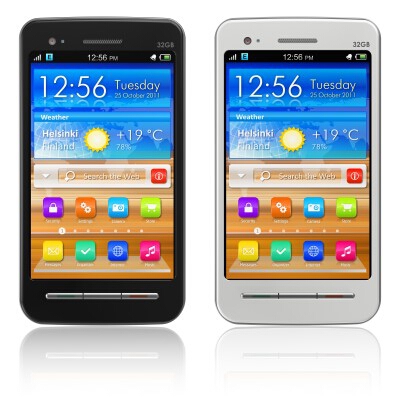 32GB
E 12:56 PM
12:56 Tuesday
25 October 2011
Weather
Helsinki +19 °C
Finland 78%
Search the Web
32GB
E 12:56 PM
12:56 Tuesday
25 October 2011
Weather
Helsinki +19 °C
Finland 78%
Search the Web